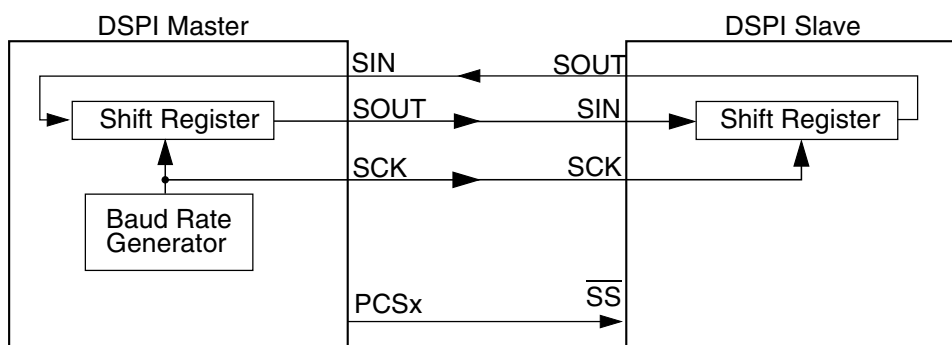 DSPI Master
DSPI Slave
SIN
SOUT
Shift Register
SOUT
SIN
Shift Register
SCK
SCK
Baud Rate
Generator
PCSx
SS